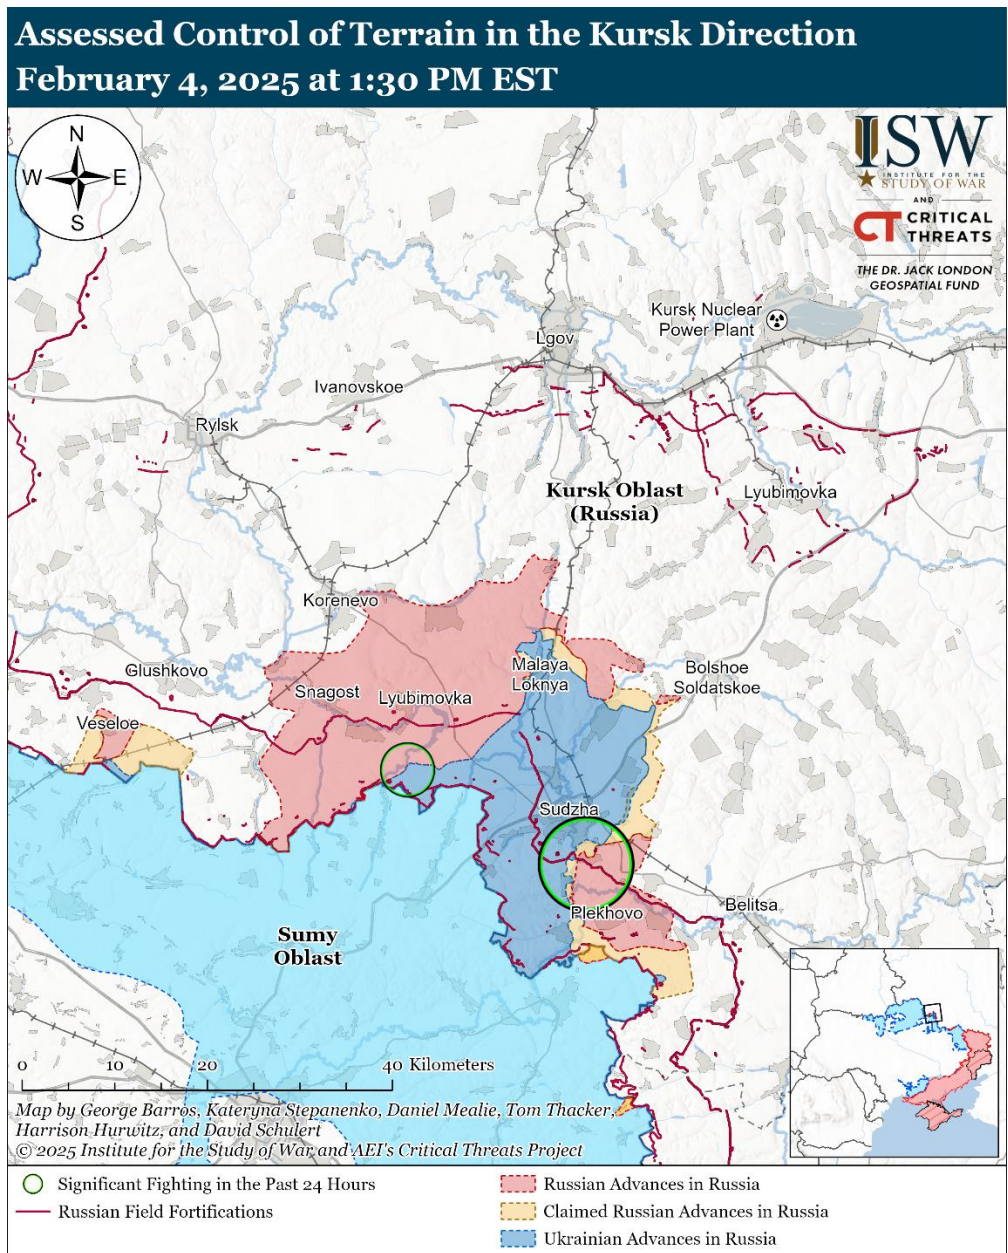 Assessed Control of Terrain in the Kursk Direction
February 4, 2025 at 1:30 PM EST
N
W E
S
ISW
INSTITUTE FOR THE
STUDY OF WAR
AND
CT CRITICAL
THREATS
THE DR. JACK LONDON
GEOSPATIAL FUND
Kursk Nuclear
Power Plant
Lgov
Ivanovskoe
Rylsk
Kursk Oblast
(Russia)
Lyubimovka
Korenevo
Glushkovo
Malaya
Loknya
Bolshoe
Soldatskoe
Snagost
Lyubimovka
Veseloe
Sudzha
Plekhovo
Belitsa
Sumy
Oblast
0 20 40 Kilometers
Map by George Barros, Kateryna Stepanenko, Daniel Mealie, Tom Thacker,
Harrison Hurwitz, and David Schulert
© 2025 Institute for the Study of War and AEI's Critical Threats Project
Significant Fighting in the Past 24 Hours
Russian Field Fortifications
Russian Advances in Russia
Claimed Russian Advances in Russia
Ukrainian Advances in Russia